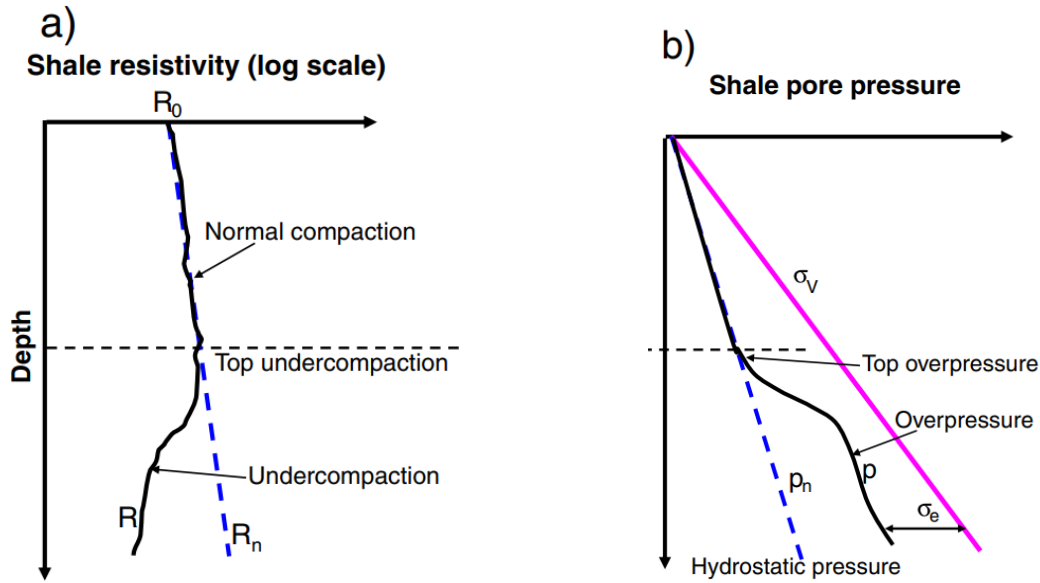 a)
Shale resistivity (log scale)
R0
Normal compaction
Depth
Top undercompaction
Undercompaction
R
Rn
b)
Shale pore pressure
σV
Top overpressure
Overpressure
pn
p
σe
Hydrostatic pressure